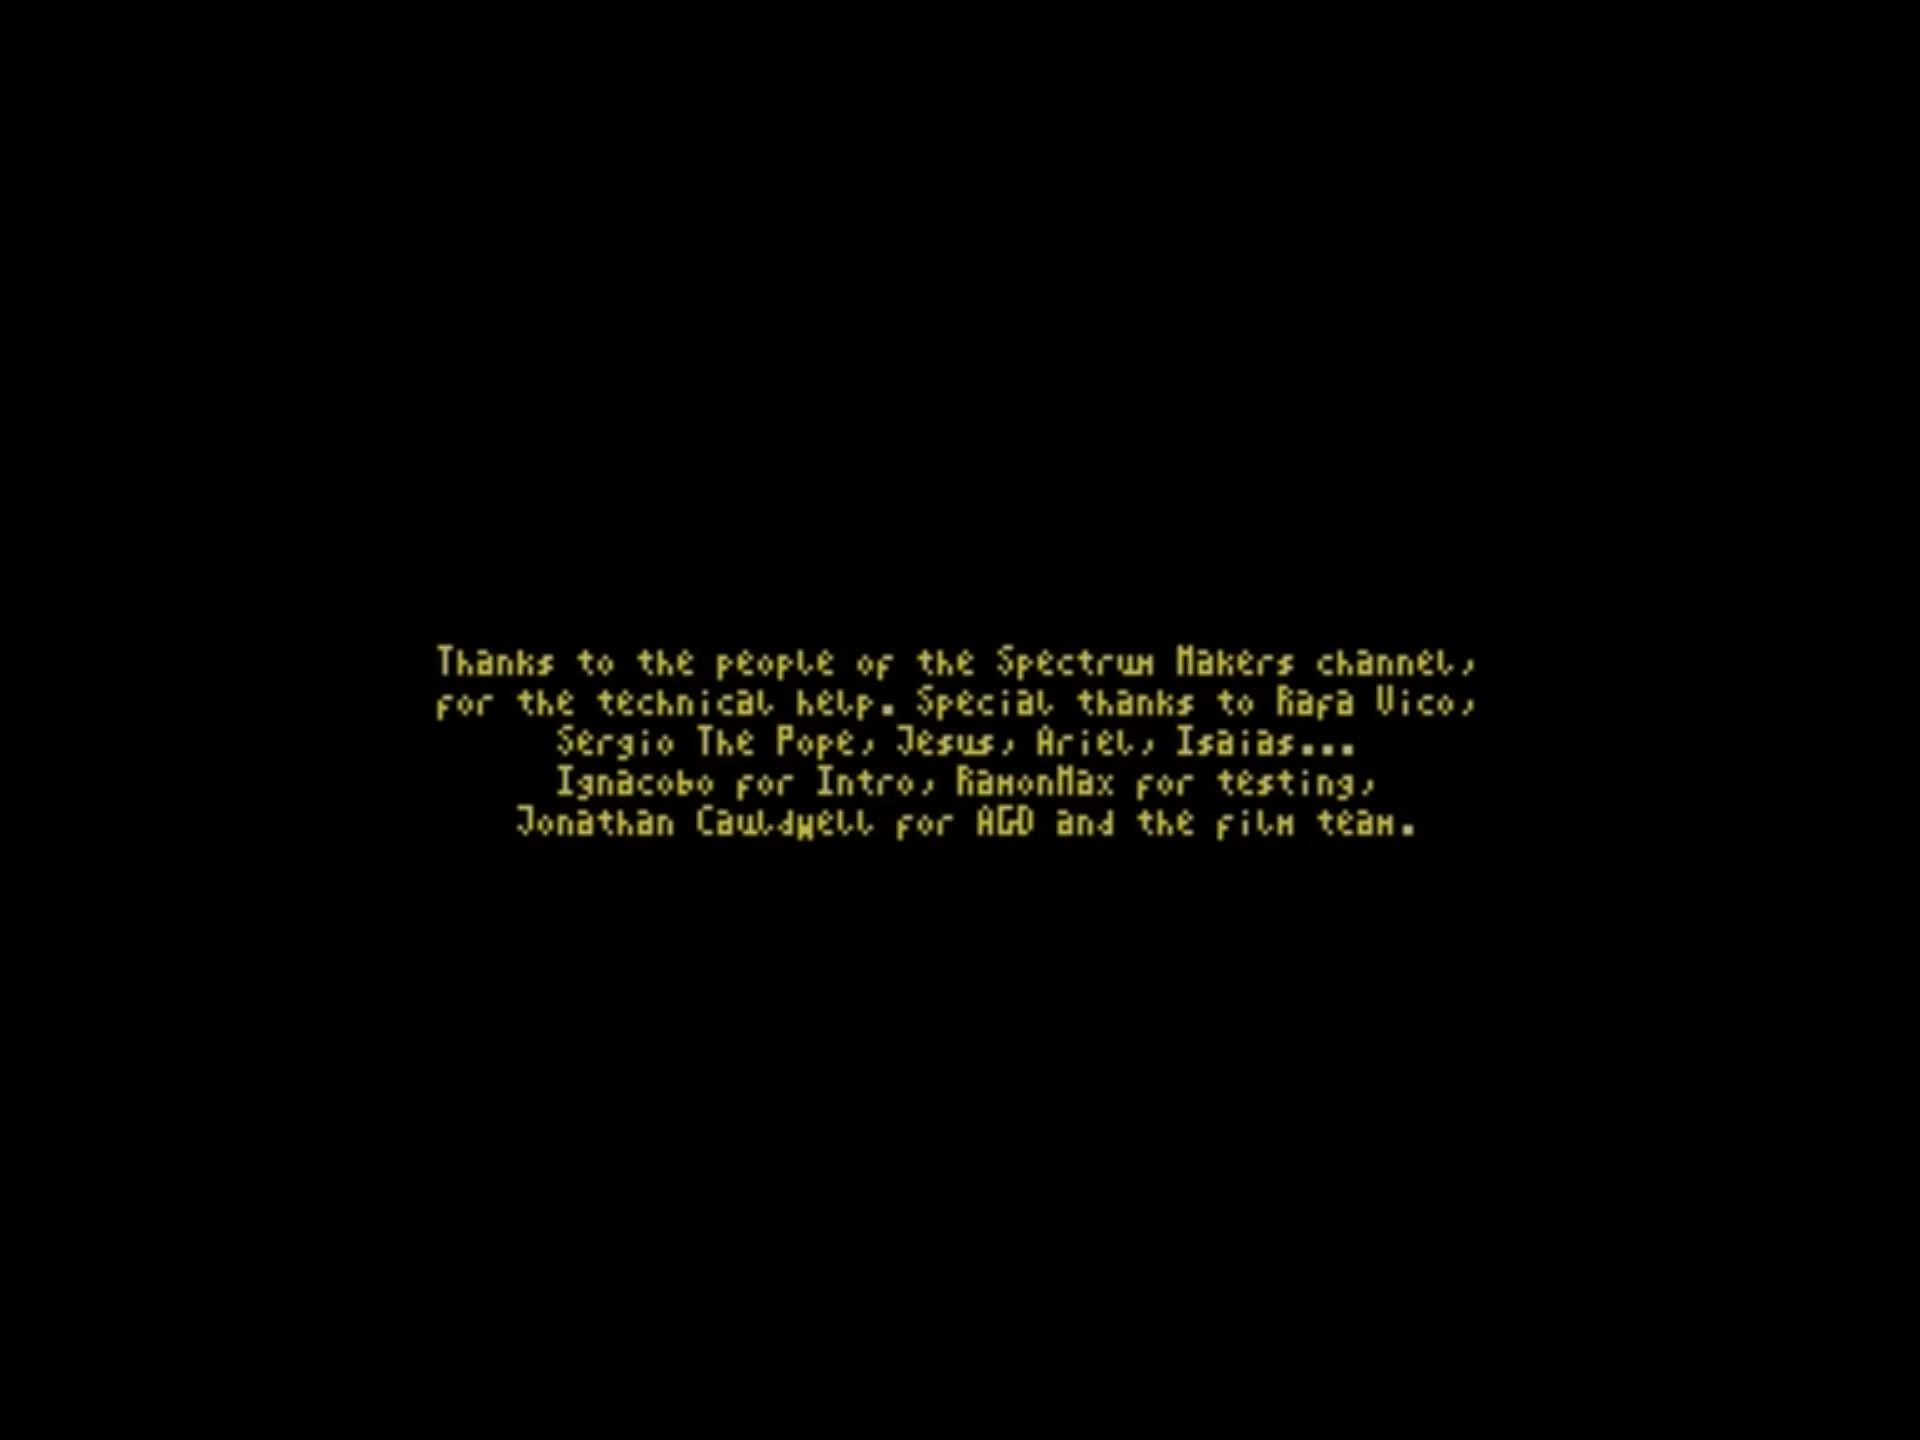 Thanks to the people of the Spectrum Makers channel,
for the technical help. Special thanks to Rafa Vico,
Sergio The Pope, Jesus, Ariel, Isaias...
Ignacobo for Intro, RamonMax for testing,
Jonathan Cauldwell for AGD and the film team.